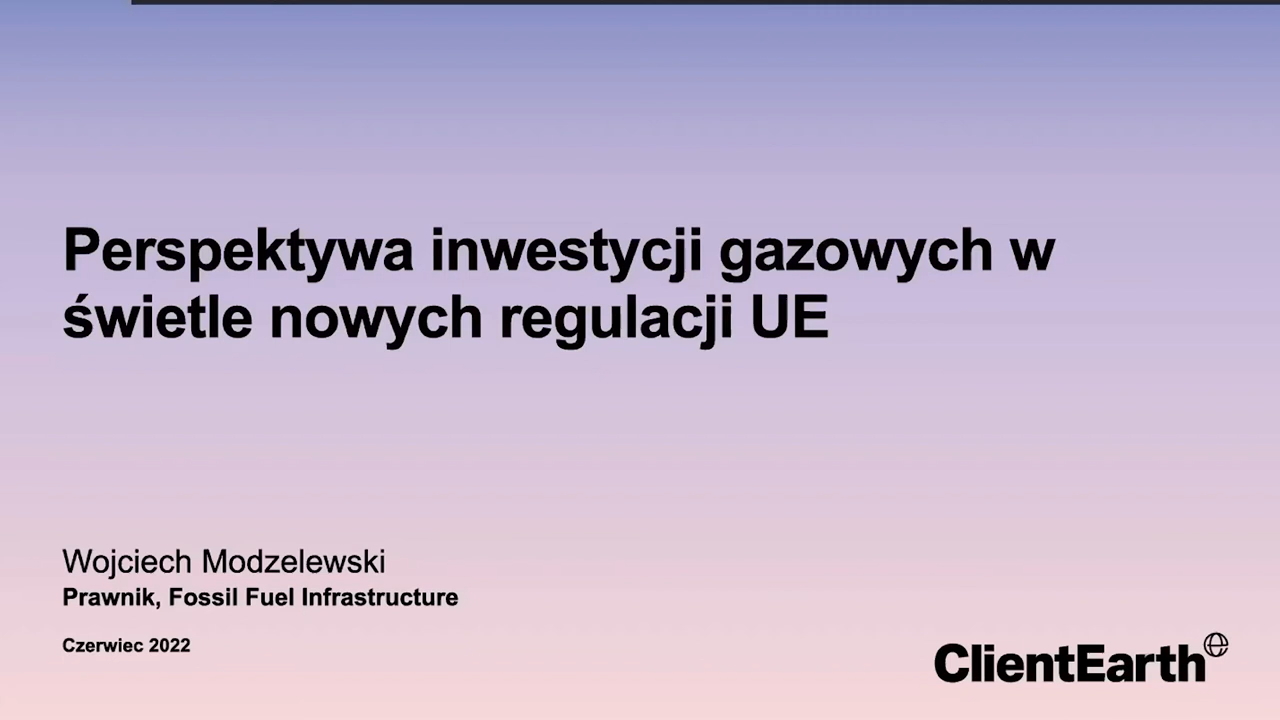 Perspektywa inwestycji gazowych w
świetle nowych regulacji UE
Wojciech Modzelewski
Prawnik, Fossil Fuel Infrastructure
Czerwiec 2022
ClientEarth